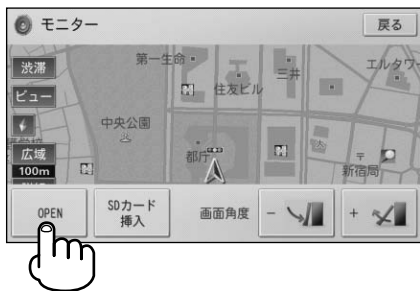 モニター
戻る
渋滞
第一生命
三井
エルタワー
住友ビル
ビュー
中央公園
広域
都庁
100m
新宿局
OPEN
SDカード
挿入
画面角度
-
+